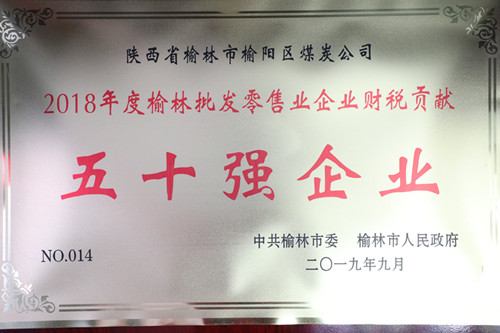 陕西省榆林市榆阳区煤炭公司
2018年度榆林批发零售业企业财税贡献
五十强企业
NO.014
中共榆林市委 榆林市人民政府
二〇一九年九月